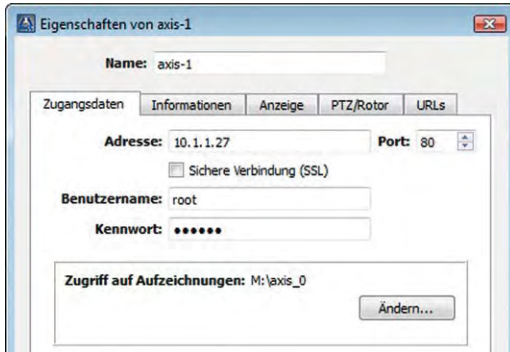 Eigenschaften von axis-1
Name: axis-1
Zugangsdaten Informationen Anzeige PTZ/Rotor URLs
Adresse: 10.1.1.27 Port: 80
Sichere Verbindung (SSL)
Benutzername: root
Kennwort: ●●●●●●
Zugriff auf Aufzeichnungen: M:\axis_0
Ändern...